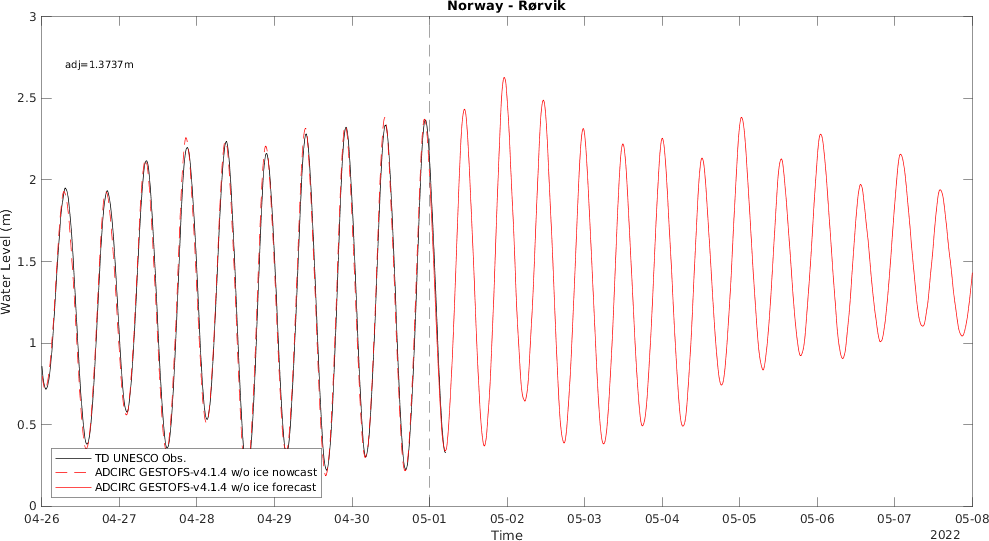 Norway - Rørvik
adj=1.3737m
Water Level (m)
3
2.5
2
1.5
1
0.5
0
TD UNESCO Obs.
ADCIRC GESTOFS-v4.1.4 w/o ice nowcast
ADCIRC GESTOFS-v4.1.4 w/o ice forecast
04-26 04-27 04-28 04-29 04-30 05-01 05-02 05-03 05-04 05-05 05-06 05-07 05-08
Time
2022